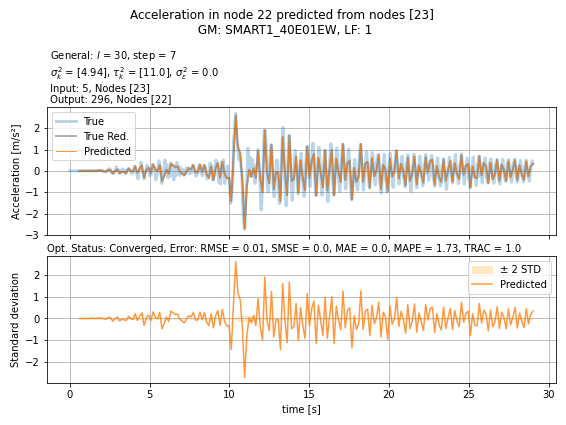 Acceleration in node 22 predicted from nodes [23]
GM: SMART1_40E01EW, LF: 1
General: l = 30, step = 7
σ²ₖ = [4.94], τ²ₖ = [11.0], σ²ε = 0.0
Input: 5, Nodes [23]
Output: 296, Nodes [22]
True
True Red.
Predicted
Acceleration [m/s²]
2
1
0
−1
−2
−3
Opt. Status: Converged, Error: RMSE = 0.01, SMSE = 0.0, MAE = 0.0, MAPE = 1.73, TRAC = 1.0
± 2 STD
Predicted
Standard deviation
2
1
0
−1
−2
0
5
10
15
20
25
30
time [s]